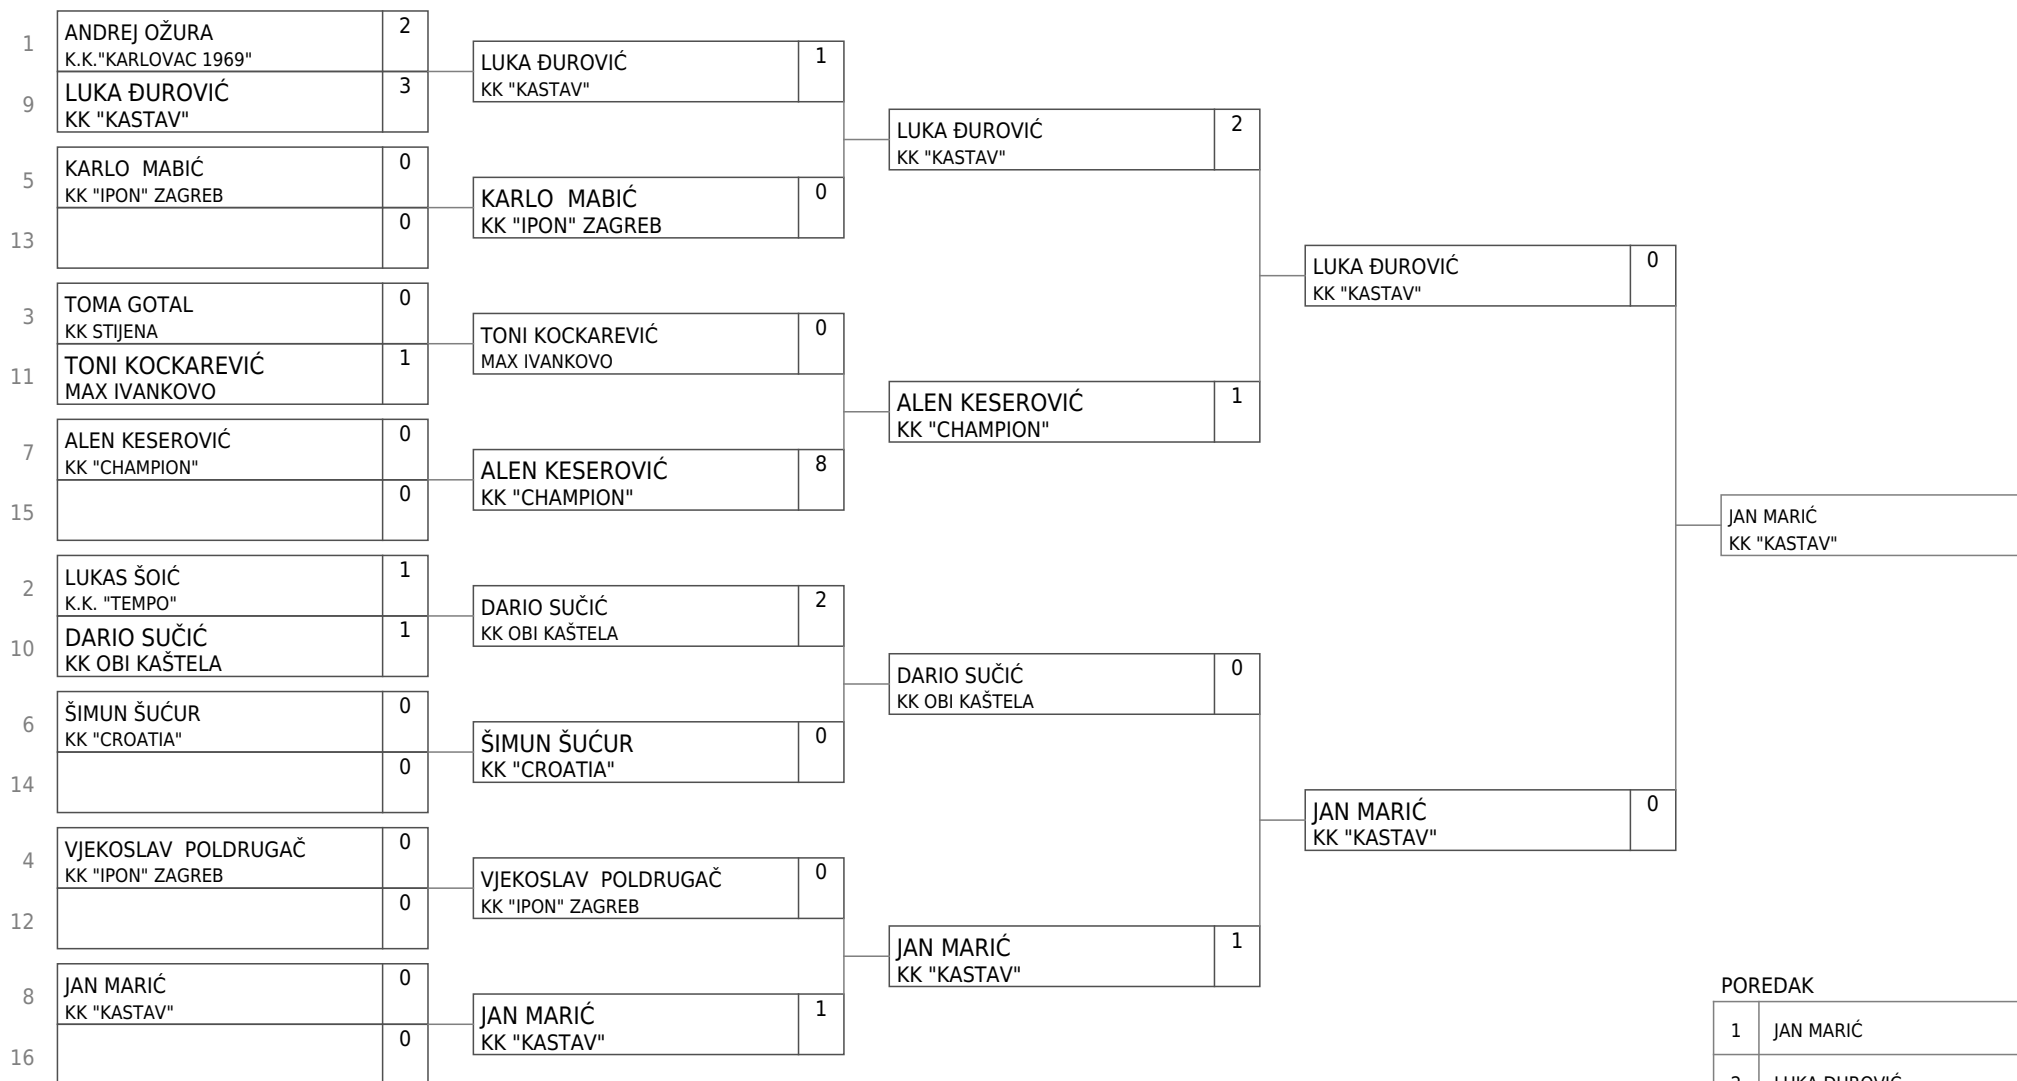 1
ANDREJ OŽURA
K.K."KARLOVAC 1969"
2
9
LUKA ĐUROVIĆ
KK "KASTAV"
3
5
KARLO  MABIĆ
KK "IPON" ZAGREB
0
13
0
3
TOMA GOTAL
KK STIJENA
0
11
TONI KOCKAREVIĆ
MAX IVANKOVO
1
7
ALEN KESEROVIĆ
KK "CHAMPION"
0
15
0
2
LUKAS ŠOIĆ
K.K. "TEMPO"
1
10
DARIO SUČIĆ
KK OBI KAŠTELA
1
6
ŠIMUN ŠUĆUR
KK "CROATIA"
0
14
0
4
VJEKOSLAV  POLDRUGAČ
KK "IPON" ZAGREB
0
12
0
8
JAN MARIĆ
KK "KASTAV"
0
16
0
LUKA ĐUROVIĆ
KK "KASTAV"
1
KARLO  MABIĆ
KK "IPON" ZAGREB
0
TONI KOCKAREVIĆ
MAX IVANKOVO
0
ALEN KESEROVIĆ
KK "CHAMPION"
8
DARIO SUČIĆ
KK OBI KAŠTELA
2
ŠIMUN ŠUĆUR
KK "CROATIA"
0
VJEKOSLAV  POLDRUGAČ
KK "IPON" ZAGREB
0
JAN MARIĆ
KK "KASTAV"
1
LUKA ĐUROVIĆ
KK "KASTAV"
2
ALEN KESEROVIĆ
KK "CHAMPION"
1
DARIO SUČIĆ
KK OBI KAŠTELA
0
JAN MARIĆ
KK "KASTAV"
1
LUKA ĐUROVIĆ
KK "KASTAV"
0
JAN MARIĆ
KK "KASTAV"
0
JAN MARIĆ
KK "KASTAV"
POREDAK
1 JAN MARIĆ
2 LUKA ĐUROVIĆ